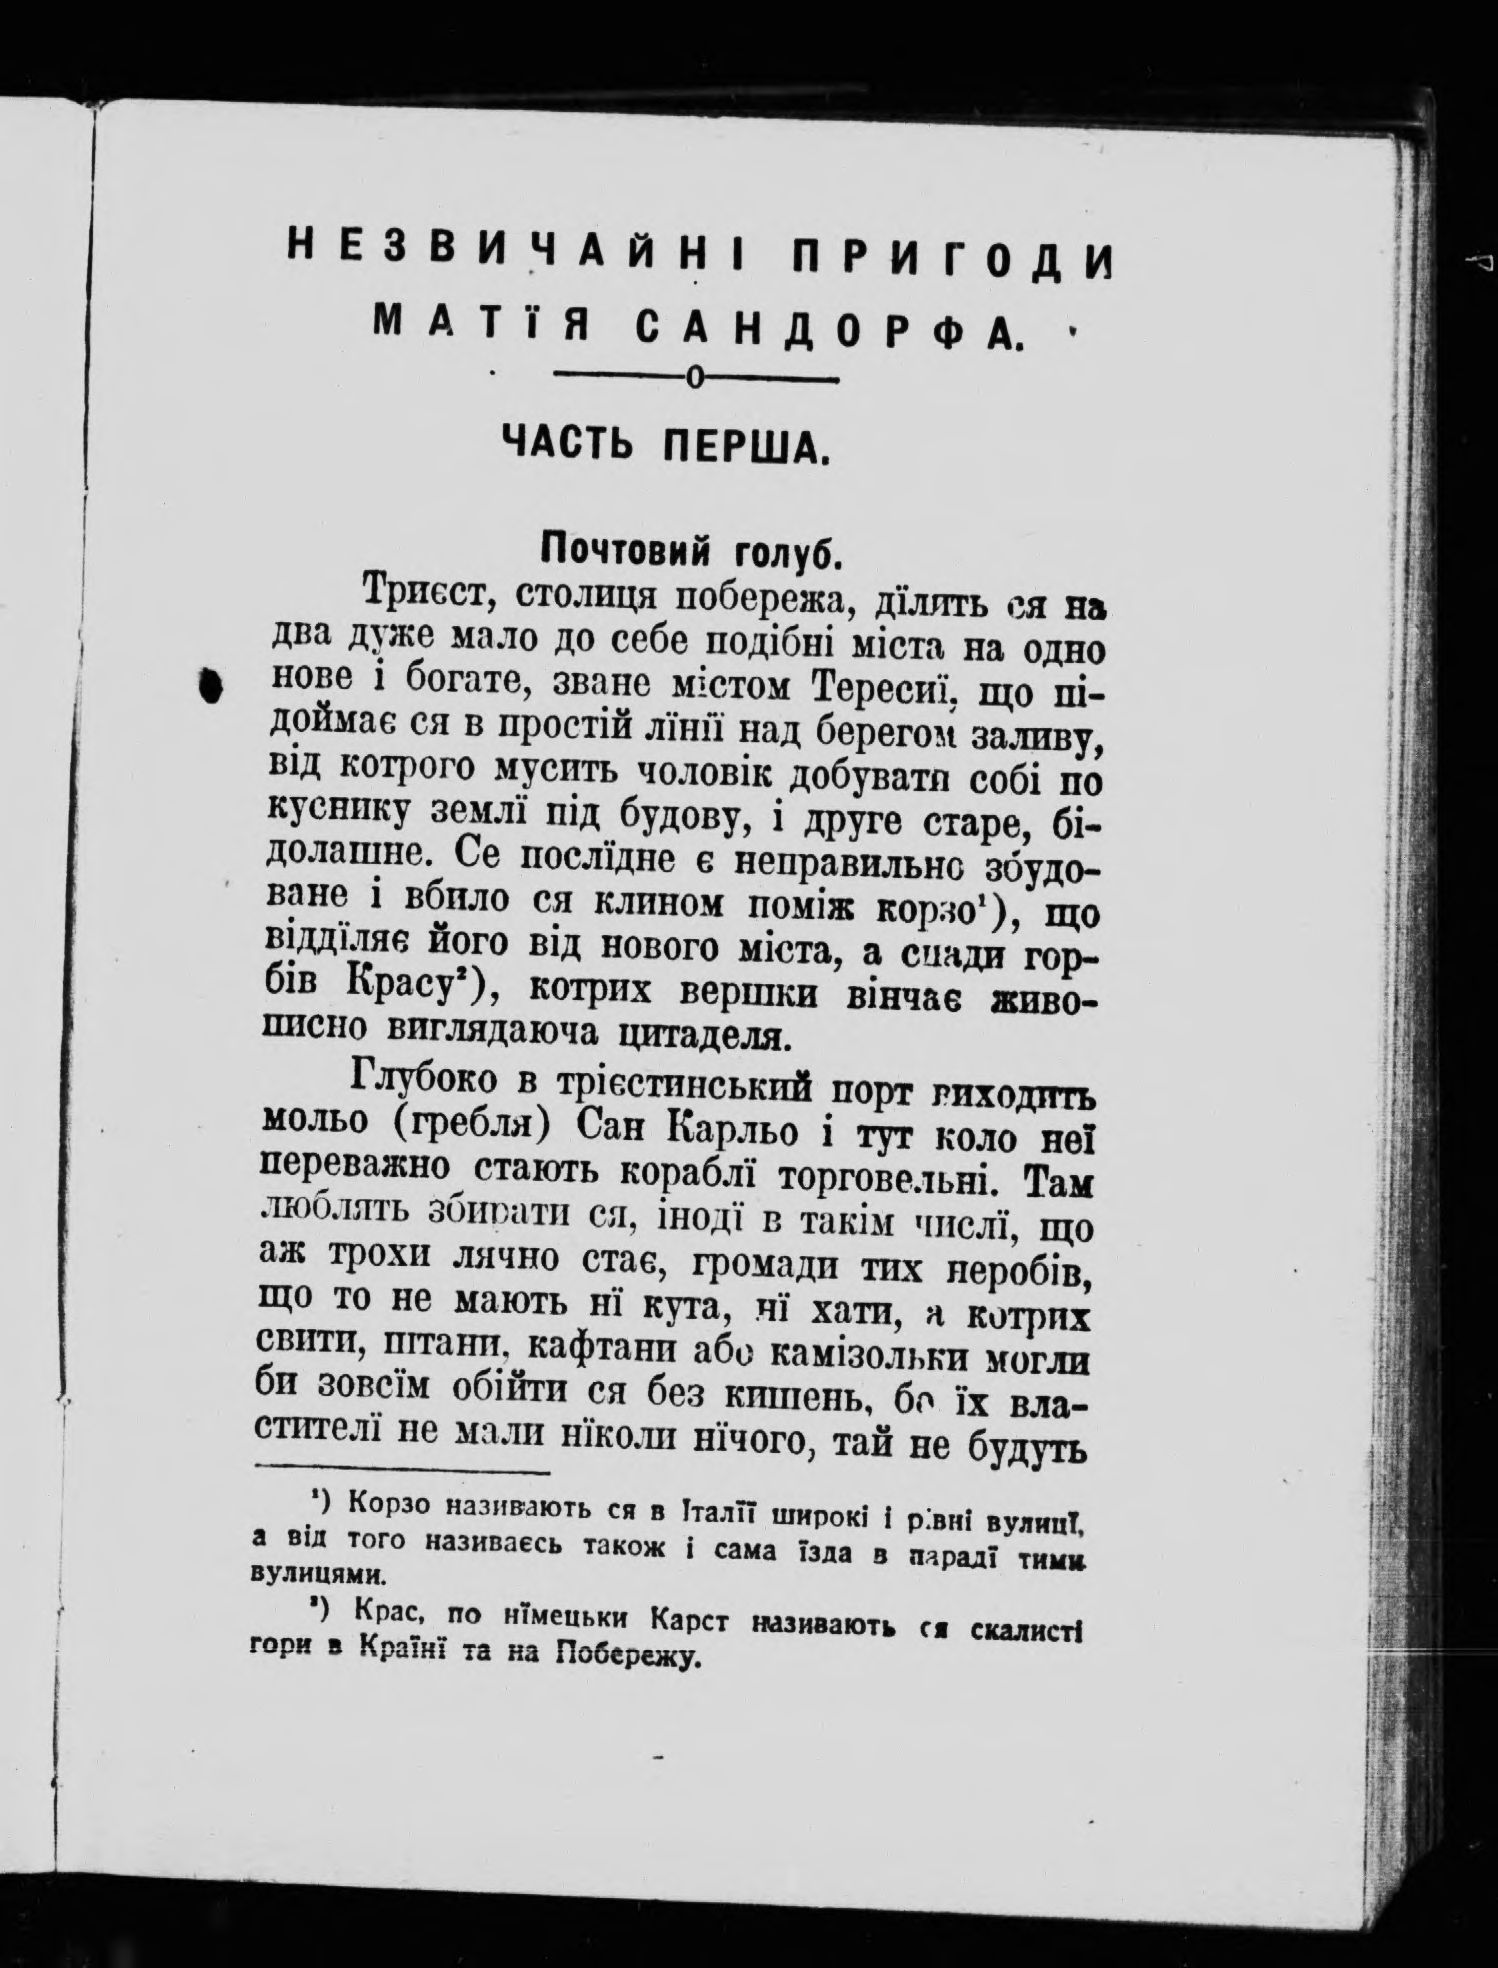 НЕЗВИЧАЙНІ ПРИГОДИ
МАТЇЯ САНДОРФА.
О
ЧАСТЬ ПЕРША.
Почтовий голуб.
Триєст, столиця побережа, дїлить ся на
два дуже мало до себе подібні міста на одно
нове і богате, зване містом Тересиї, що пі-
доймає ся в простій лїнії над берегом заливу,
від котрого мусить чоловік добувати собі по
куснику землї під будову, і друге старе, бі-
долашне. Се послїдне є неправильно збудо-
ване і вбило ся клином поміж корзо¹), що
віддїляє його від нового міста, а спади гор-
бів Красу²), котрих вершки вінчає живо-
писно виглядаюча цитаделя.
Глубоко в трієстинський порт виходить
мольо (гребля) Сан Карльо і тут коло неї
переважно стають кораблї торговельні. Там
люблять збирати ся, іноді в такім числї, що
аж трохи лячно стає, громади тих неробів,
що то не мають нї кута, нї хати, а котрих
свити, штани, кафтани або камізольки могли
би зовсїм обійти ся без кишень, бо їх вла-
стителї не мали нїколи нїчого, тай не будуть
¹) Корзо називають ся в Італїї широкі і рівні вулицї,
а від того називаєсь також і сама їзда в парадї тими
вулицями.
²) Крас, по нїмецьки Карст називають ся скалисті
гори в Країнї та на Побережу.